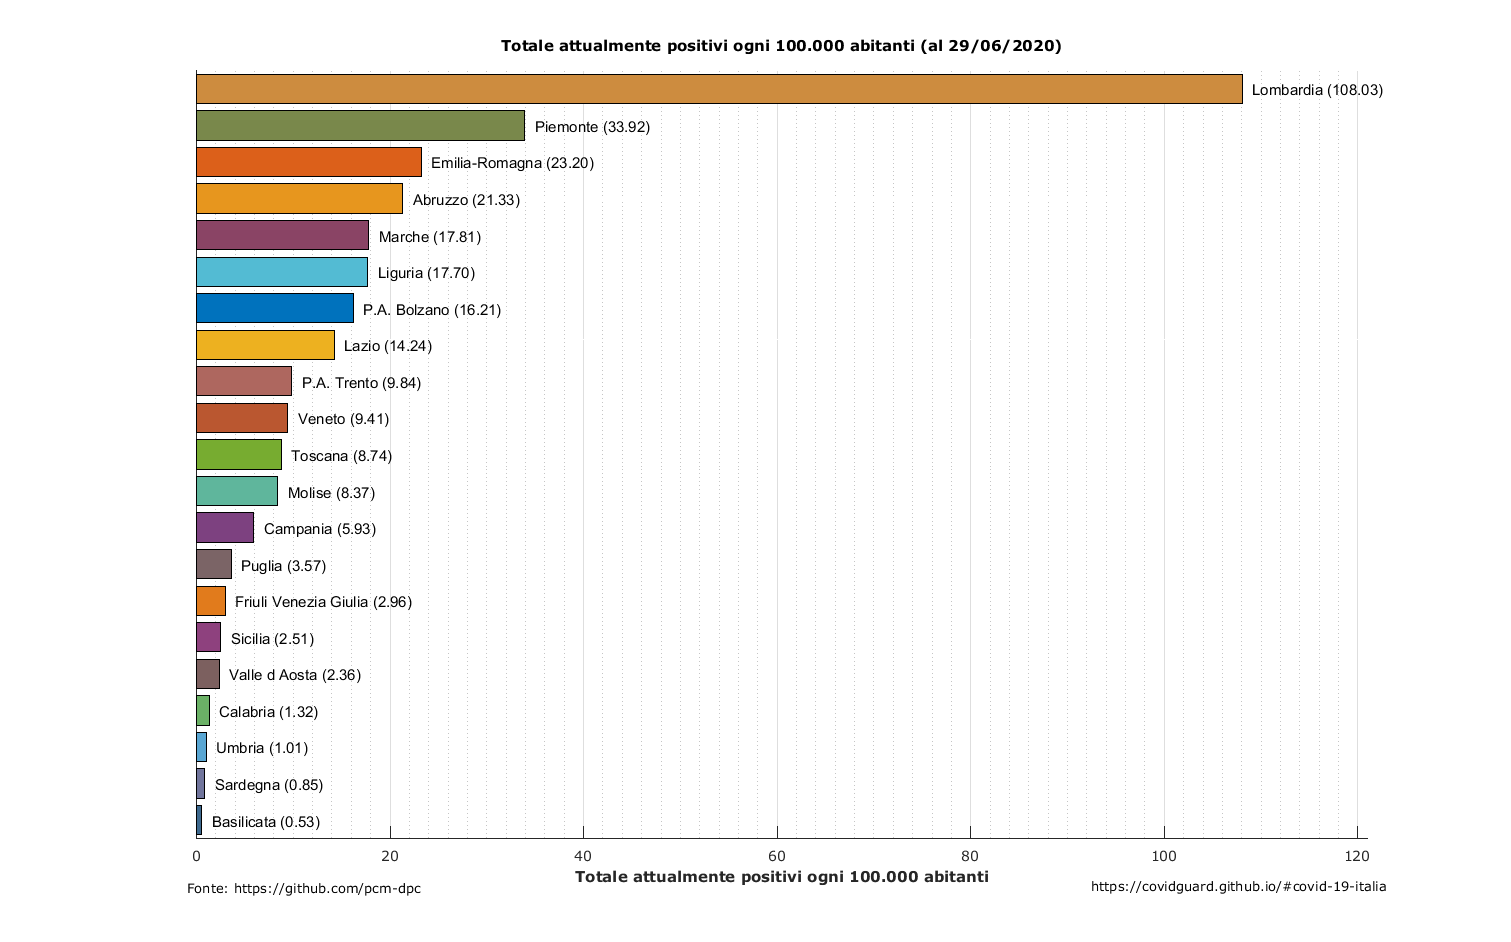 Totale attualmente positivi ogni 100.000 abitanti (al 29/06/2020)
Lombardia (108.03)
Piemonte (33.92)
Emilia-Romagna (23.20)
Abruzzo (21.33)
Marche (17.81)
Liguria (17.70)
P.A. Bolzano (16.21)
Lazio (14.24)
P.A. Trento (9.84)
Veneto (9.41)
Toscana (8.74)
Molise (8.37)
Campania (5.93)
Puglia (3.57)
Friuli Venezia Giulia (2.96)
Sicilia (2.51)
Valle d Aosta (2.36)
Calabria (1.32)
Umbria (1.01)
Sardegna (0.85)
Basilicata (0.53)
0 20 40 60 80 100 120
Totale attualmente positivi ogni 100.000 abitanti
Fonte: https://github.com/pcm-dpc
https://covidguard.github.io/#covid-19-italia